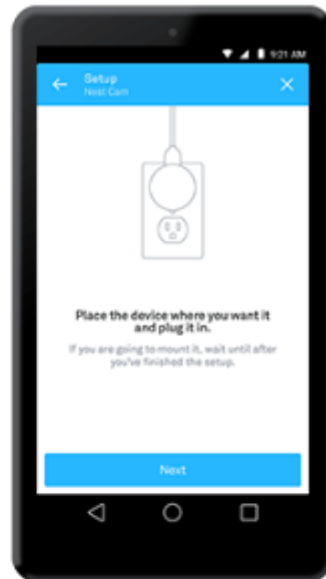 9:21 AM
Setup
Nest Cam
Place the device where you want it
and plug it in.
If you are going to mount it, wait until after
you've finished the setup.
Next